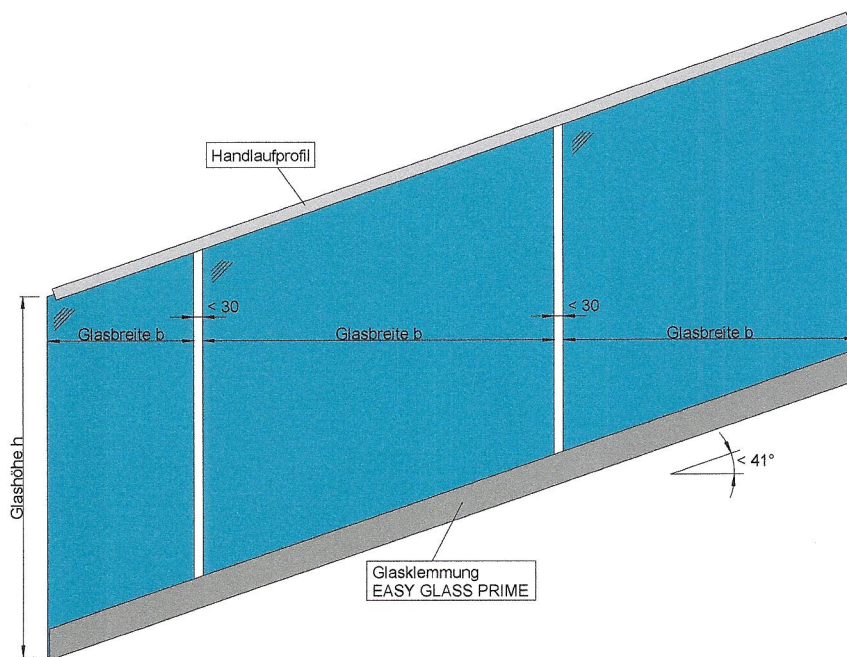 Handlaufprofil
< 30
< 30
Glasbreite b
Glasbreite b
Glasbreite b
Glashöhe h
< 41°
Glasklemmung
EASY GLASS PRIME